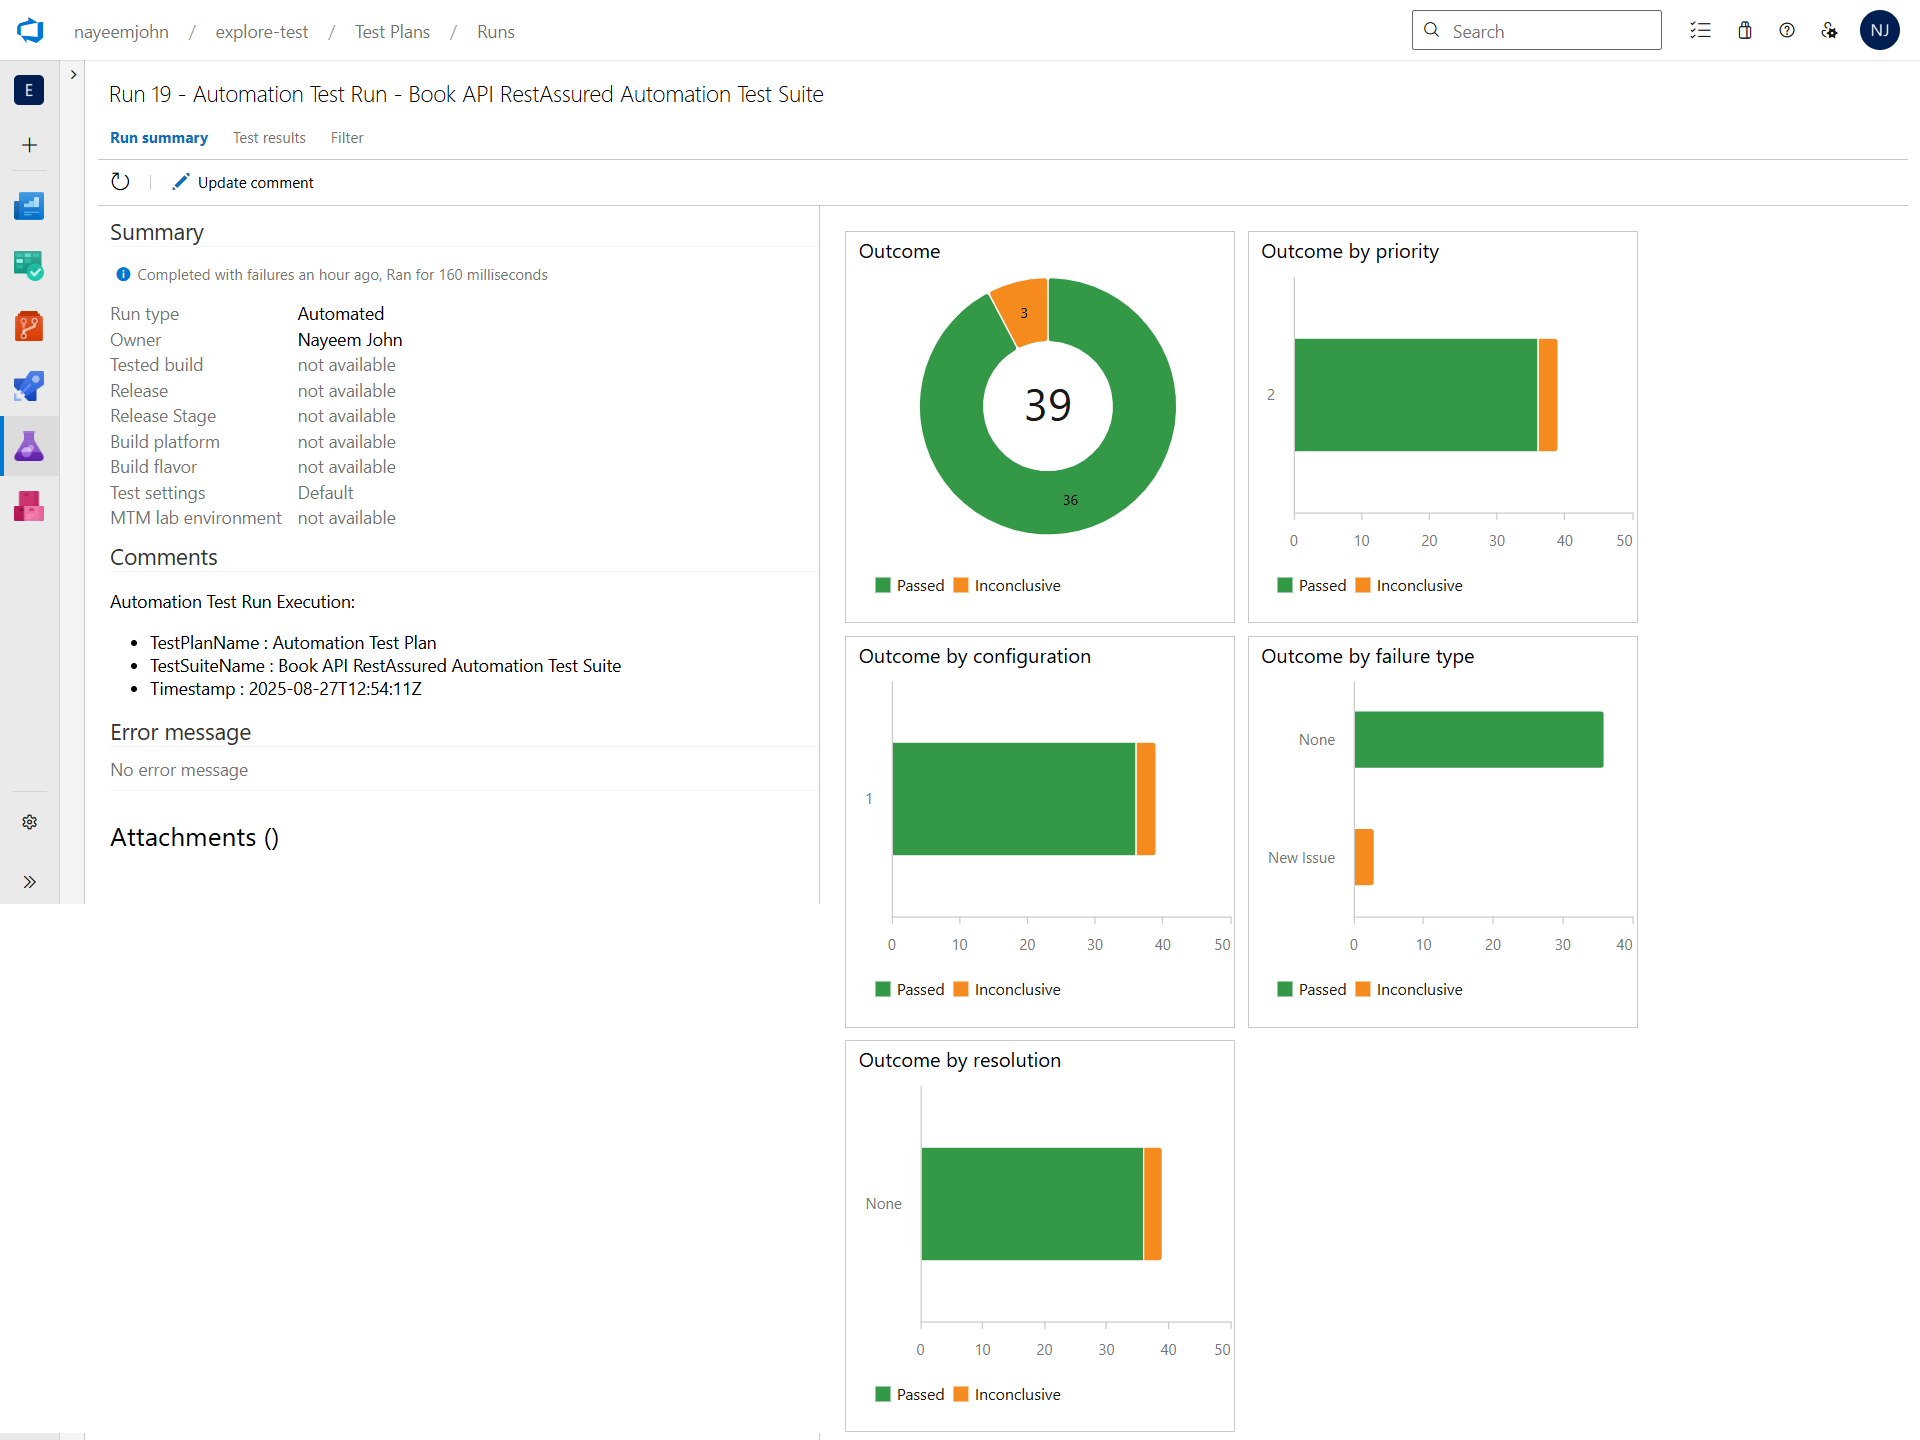 nayeemjohn / explore-test / Test Plans / Runs
Search
NJ
E
Run 19 - Automation Test Run - Book API RestAssured Automation Test Suite
Run summary Test results Filter
Update comment
Summary
Completed with failures an hour ago, Ran for 160 milliseconds
Run type Automated
Owner Nayeem John
Tested build not available
Release not available
Release Stage not available
Build platform not available
Build flavor not available
Test settings Default
MTM lab environment not available
Comments
Automation Test Run Execution:
• TestPlanName : Automation Test Plan
• TestSuiteName : Book API RestAssured Automation Test Suite
• Timestamp : 2025-08-27T12:54:11Z
Error message
No error message
Attachments ()
Outcome
3
39
36
Passed Inconclusive
Outcome by priority
2
0 10 20 30 40 50
Passed Inconclusive
Outcome by configuration
1
0 10 20 30 40 50
Passed Inconclusive
Outcome by failure type
None
New Issue
0 10 20 30 40
Passed Inconclusive
Outcome by resolution
None
0 10 20 30 40 50
Passed Inconclusive